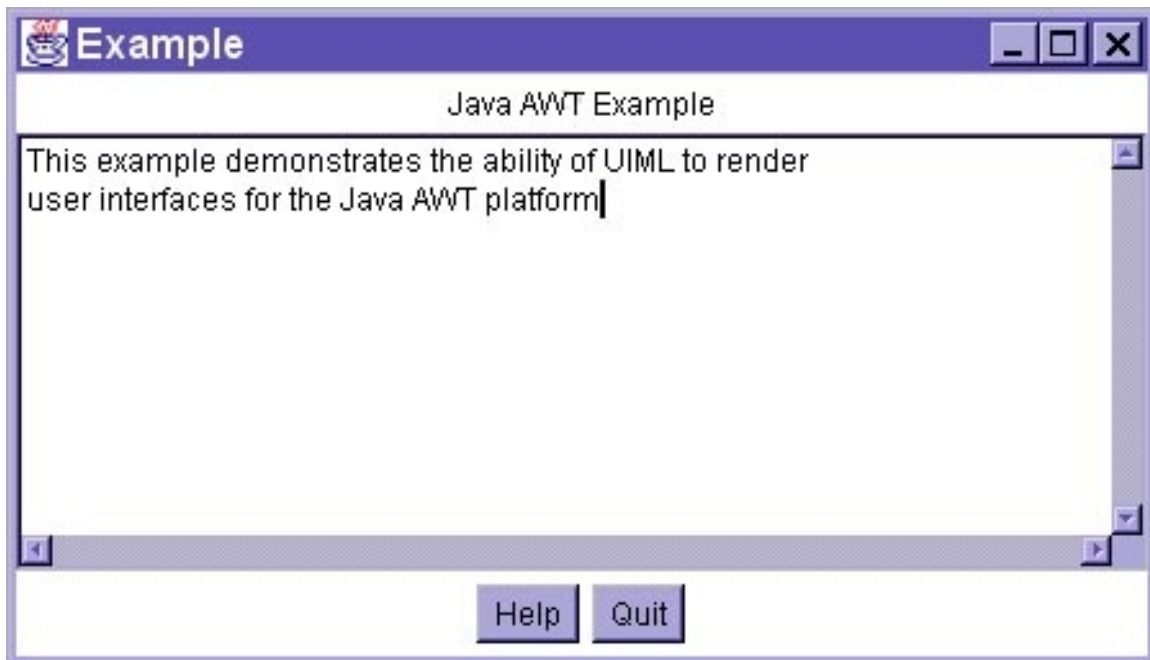 Example
Java AWT Example
This example demonstrates the ability of UIML to render
user interfaces for the Java AWT platform
Help Quit